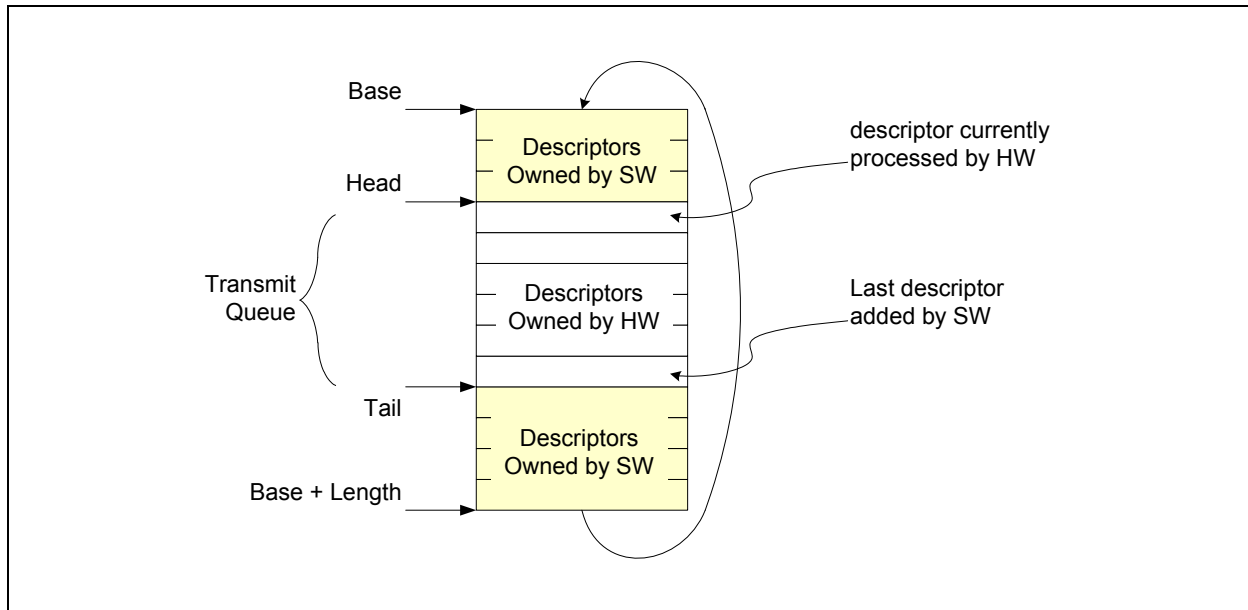 Base
Descriptors
Owned by SW
descriptor currently
processed by HW
Head
Transmit
Queue
Descriptors
Owned by HW
Last descriptor
added by SW
Tail
Descriptors
Owned by SW
Base + Length